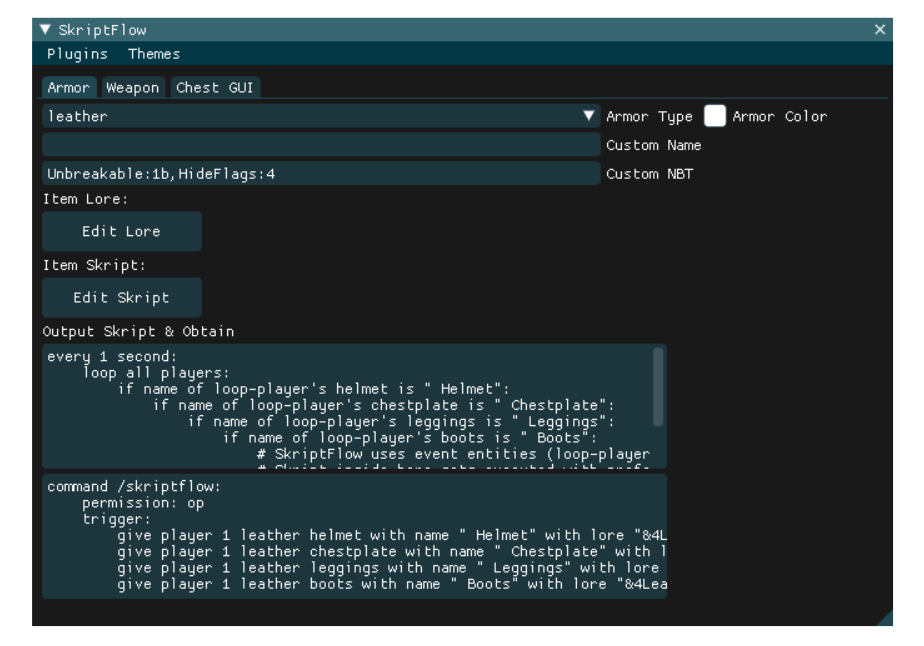 SkriptFlow
Plugins Themes
Armor Weapon Chest GUI
leather Armor Type Armor Color
Custom Name
Unbreakable:1b,HideFlags:4 Custom NBT
Item Lore:
Edit Lore
Item Skript:
Edit Skript
Output Skript & Obtain
every 1 second:
loop all players:
if name of loop-player's helmet is " Helmet":
if name of loop-player's chestplate is " Chestplate":
if name of loop-player's leggings is " Leggings":
if name of loop-player's boots is " Boots":
# SkriptFlow uses event entities (loop-player
command /skriptflow:
permission: op
trigger:
give player 1 leather helmet with name " Helmet" with lore "&4L
give player 1 leather chestplate with name " Chestplate" with l
give player 1 leather leggings with name " Leggings" with lore
give player 1 leather boots with name " Boots" with lore "&4Lea